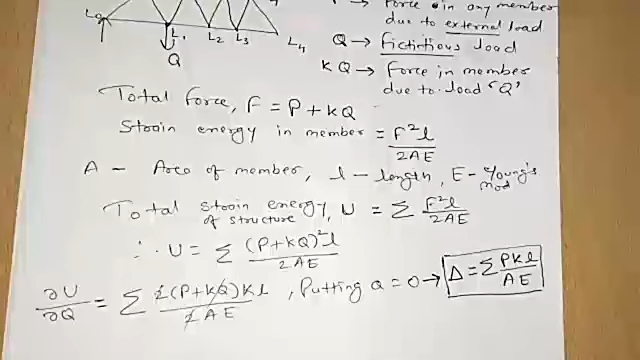 Force in any member
due to external load
L0
L1
L2 L3
L4
Q
Q → fictitious load
KQ → Force in member
due to load 'Q'
Total force, F = P + KQ
Strain energy in member = F²l / 2AE
A - Area of member, l - length, E - Young's mod
Total strain energy of structure, U = Σ F²l / 2AE
∴ U = Σ (P+KQ)²l / 2AE
∂U/∂Q = Σ 2(P+KQ)Kl / 2AE , Putting Q = 0 → Δ = Σ PKl / AE